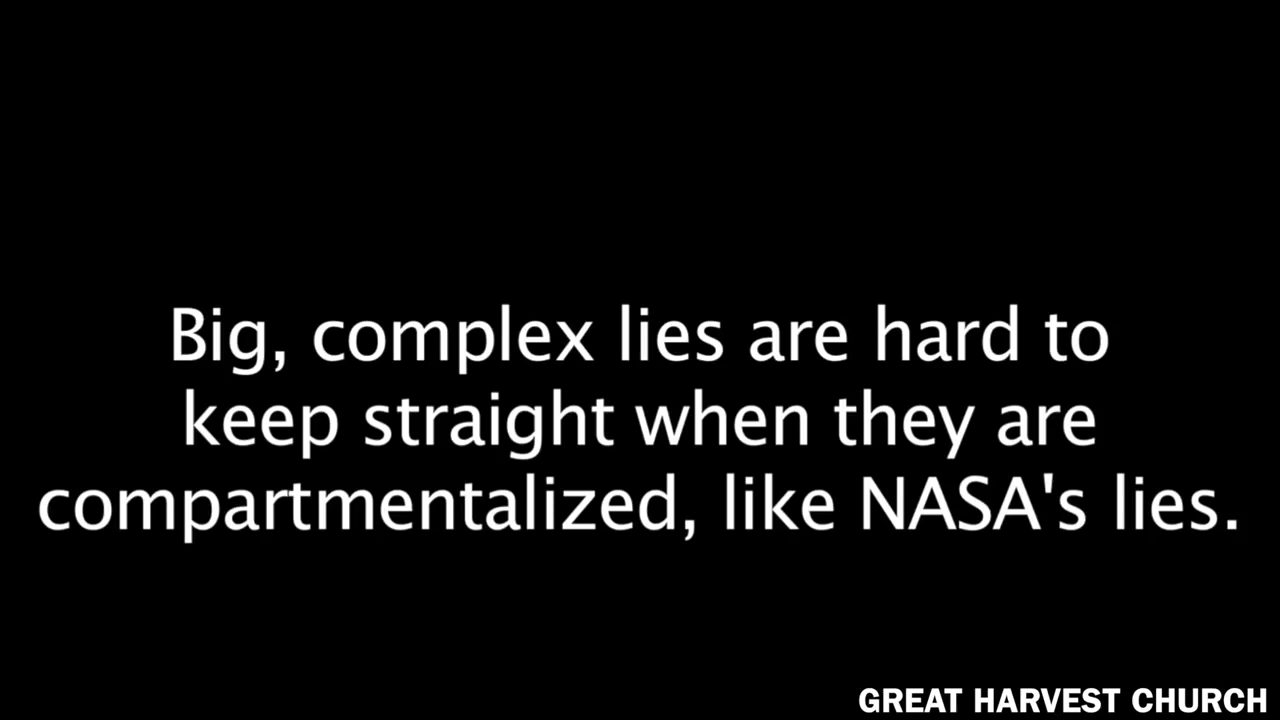 Big, complex lies are hard to
keep straight when they are
compartmentalized, like NASA's lies.
GREAT HARVEST CHURCH